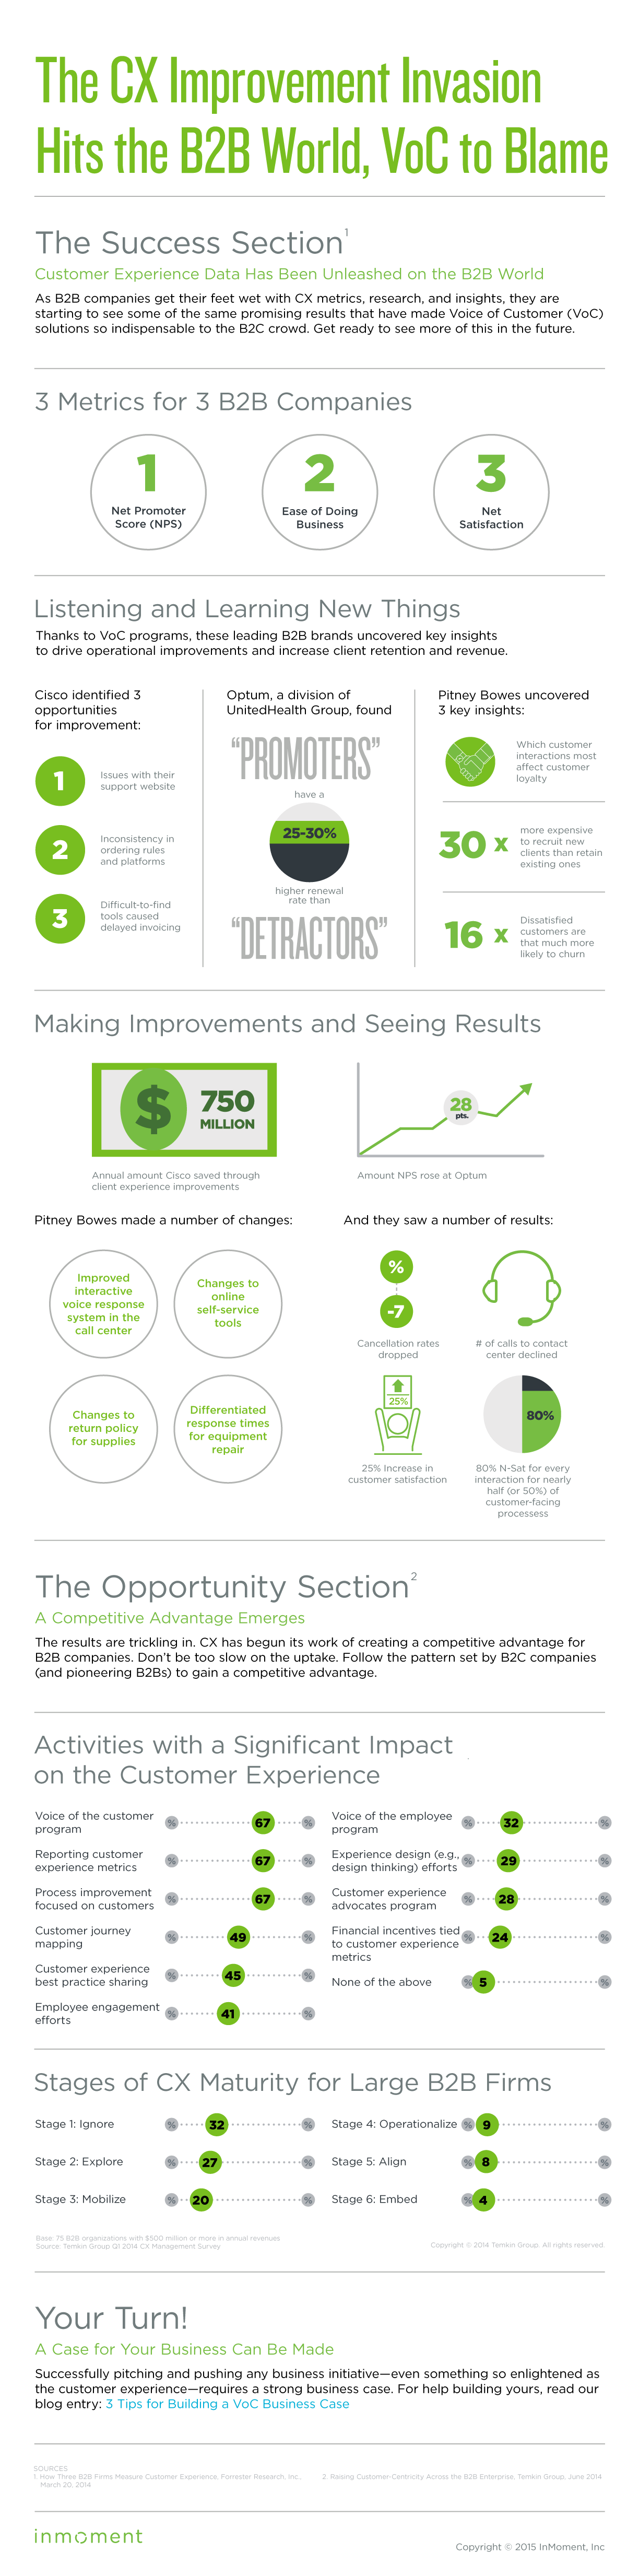 The CX Improvement Invasion
Hits the B2B World, VoC to Blame
The Success Section1
Customer Experience Data Has Been Unleashed on the B2B World
As B2B companies get their feet wet with CX metrics, research, and insights, they are
starting to see some of the same promising results that have made Voice of Customer (VoC)
solutions so indispensable to the B2C crowd. Get ready to see more of this in the future.
3 Metrics for 3 B2B Companies
1
Net Promoter
Score (NPS)
2
Ease of Doing
Business
3
Net
Satisfaction
Listening and Learning New Things
Thanks to VoC programs, these leading B2B brands uncovered key insights
to drive operational improvements and increase client retention and revenue.
Cisco identified 3
opportunities
for improvement:
1
Issues with their
support website
2
Inconsistency in
ordering rules
and platforms
3
Difficult-to-find
tools caused
delayed invoicing
Optum, a division of
UnitedHealth Group, found
“PROMOTERS”
have a
25-30%
higher renewal
rate than
“DETRACTORS”
Pitney Bowes uncovered
3 key insights:
Which customer
interactions most
affect customer
loyalty
30 x
more expensive
to recruit new
clients than retain
existing ones
16 x
Dissatisfied
customers are
that much more
likely to churn
Making Improvements and Seeing Results
$
750
MILLION
Annual amount Cisco saved through
client experience improvements
28
pts.
Amount NPS rose at Optum
Pitney Bowes made a number of changes:
Improved
interactive
voice response
system in the
call center
Changes to
online
self-service
tools
Changes to
return policy
for supplies
Differentiated
response times
for equipment
repair
And they saw a number of results:
%
-7
Cancellation rates
dropped
# of calls to contact
center declined
25%
25% Increase in
customer satisfaction
80%
80% N-Sat for every
interaction for nearly
half (or 50%) of
customer-facing
processess
The Opportunity Section2
A Competitive Advantage Emerges
The results are trickling in. CX has begun its work of creating a competitive advantage for
B2B companies. Don’t be too slow on the uptake. Follow the pattern set by B2C companies
(and pioneering B2Bs) to gain a competitive advantage.
Activities with a Significant Impact
on the Customer Experience
Voice of the customer
program
% 67 %
Reporting customer
experience metrics
% 67 %
Process improvement
focused on customers
% 67 %
Customer journey
mapping
% 49 %
Customer experience
best practice sharing
% 45 %
Employee engagement
efforts
% 41 %
Voice of the employee
program
% 32 %
Experience design (e.g.,
design thinking) efforts
% 29 %
Customer experience
advocates program
% 28 %
Financial incentives tied
to customer experience
metrics
% 24 %
None of the above
% 5 %
Stages of CX Maturity for Large B2B Firms
Stage 1: Ignore % 32 %
Stage 2: Explore % 27 %
Stage 3: Mobilize % 20 %
Stage 4: Operationalize % 9 %
Stage 5: Align % 8 %
Stage 6: Embed % 4 %
Base: 75 B2B organizations with $500 million or more in annual revenues
Source: Temkin Group Q1 2014 CX Management Survey
Copyright © 2014 Temkin Group. All rights reserved.
Your Turn!
A Case for Your Business Can Be Made
Successfully pitching and pushing any business initiative—even something so enlightened as
the customer experience—requires a strong business case. For help building yours, read our
blog entry: 3 Tips for Building a VoC Business Case
SOURCES
1. How Three B2B Firms Measure Customer Experience, Forrester Research, Inc.,
March 20, 2014
2. Raising Customer-Centricity Across the B2B Enterprise, Temkin Group, June 2014
inmoment
Copyright © 2015 InMoment, Inc